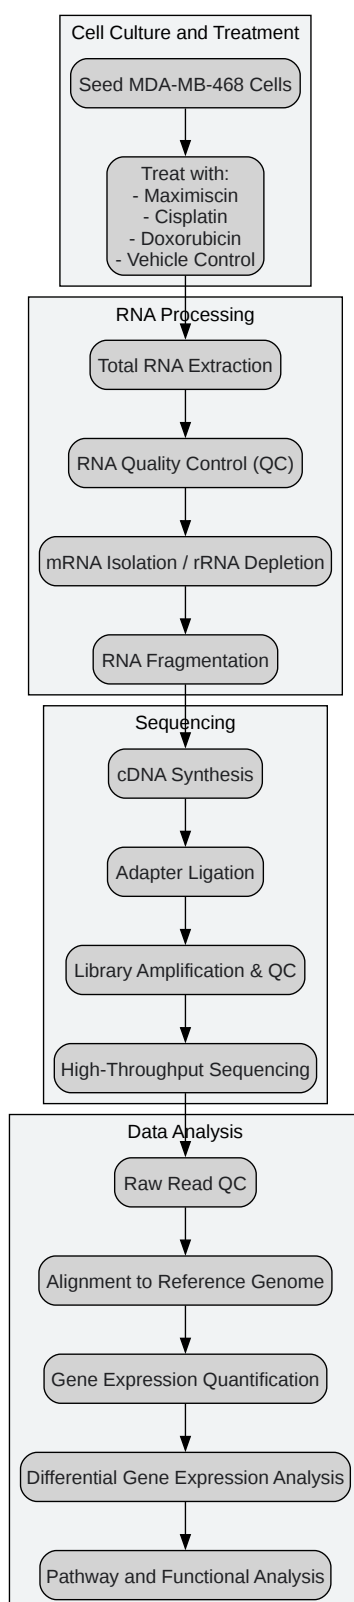 Cell Culture and Treatment
Seed MDA-MB-468 Cells
Treat with:
- Maximiscin
- Cisplatin
- Doxorubicin
- Vehicle Control
RNA Processing
Total RNA Extraction
RNA Quality Control (QC)
mRNA Isolation / rRNA Depletion
RNA Fragmentation
Sequencing
cDNA Synthesis
Adapter Ligation
Library Amplification & QC
High-Throughput Sequencing
Data Analysis
Raw Read QC
Alignment to Reference Genome
Gene Expression Quantification
Differential Gene Expression Analysis
Pathway and Functional Analysis